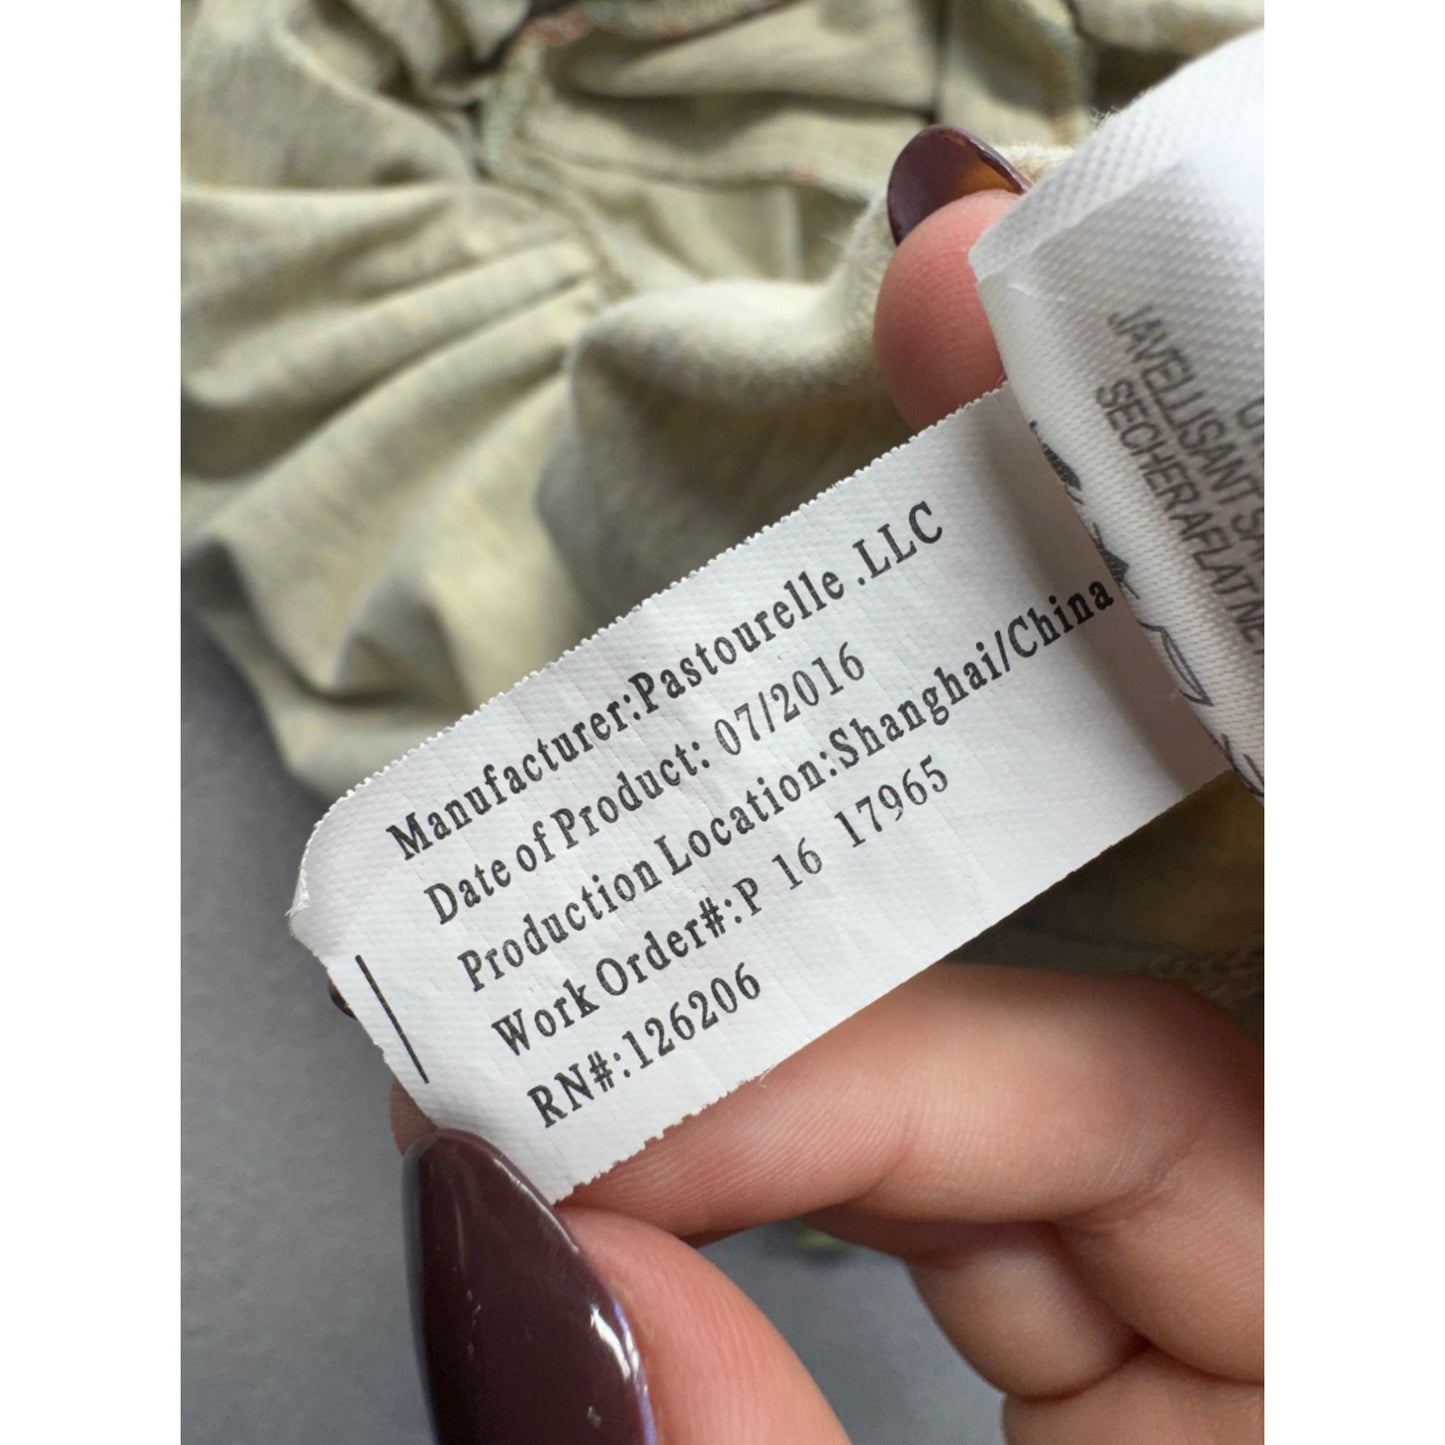 Manufacturer:Pastourelle .LLC
Date of Product: 07/2016
Production Location:Shanghai/China
Work Order#:P 16 17965
RN#:126206
JAVELLISANT
SECHER A FLAT